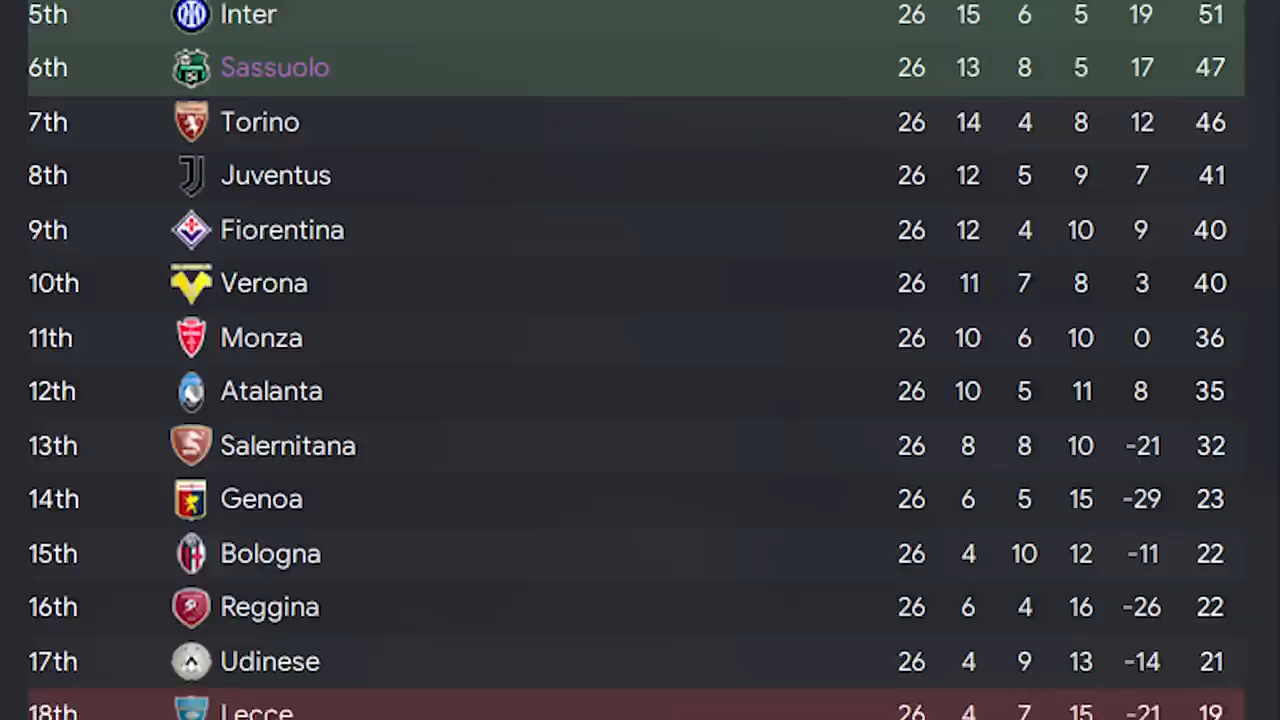 5th Inter 26 15 6 5 19 51
6th Sassuolo 26 13 8 5 17 47
7th Torino 26 14 4 8 12 46
8th Juventus 26 12 5 9 7 41
9th Fiorentina 26 12 4 10 9 40
10th Verona 26 11 7 8 3 40
11th Monza 26 10 6 10 0 36
12th Atalanta 26 10 5 11 8 35
13th Salernitana 26 8 8 10 -21 32
14th Genoa 26 6 5 15 -29 23
15th Bologna 26 4 10 12 -11 22
16th Reggina 26 6 4 16 -26 22
17th Udinese 26 4 9 13 -14 21
18th Lecce 26 4 7 15 -21 19